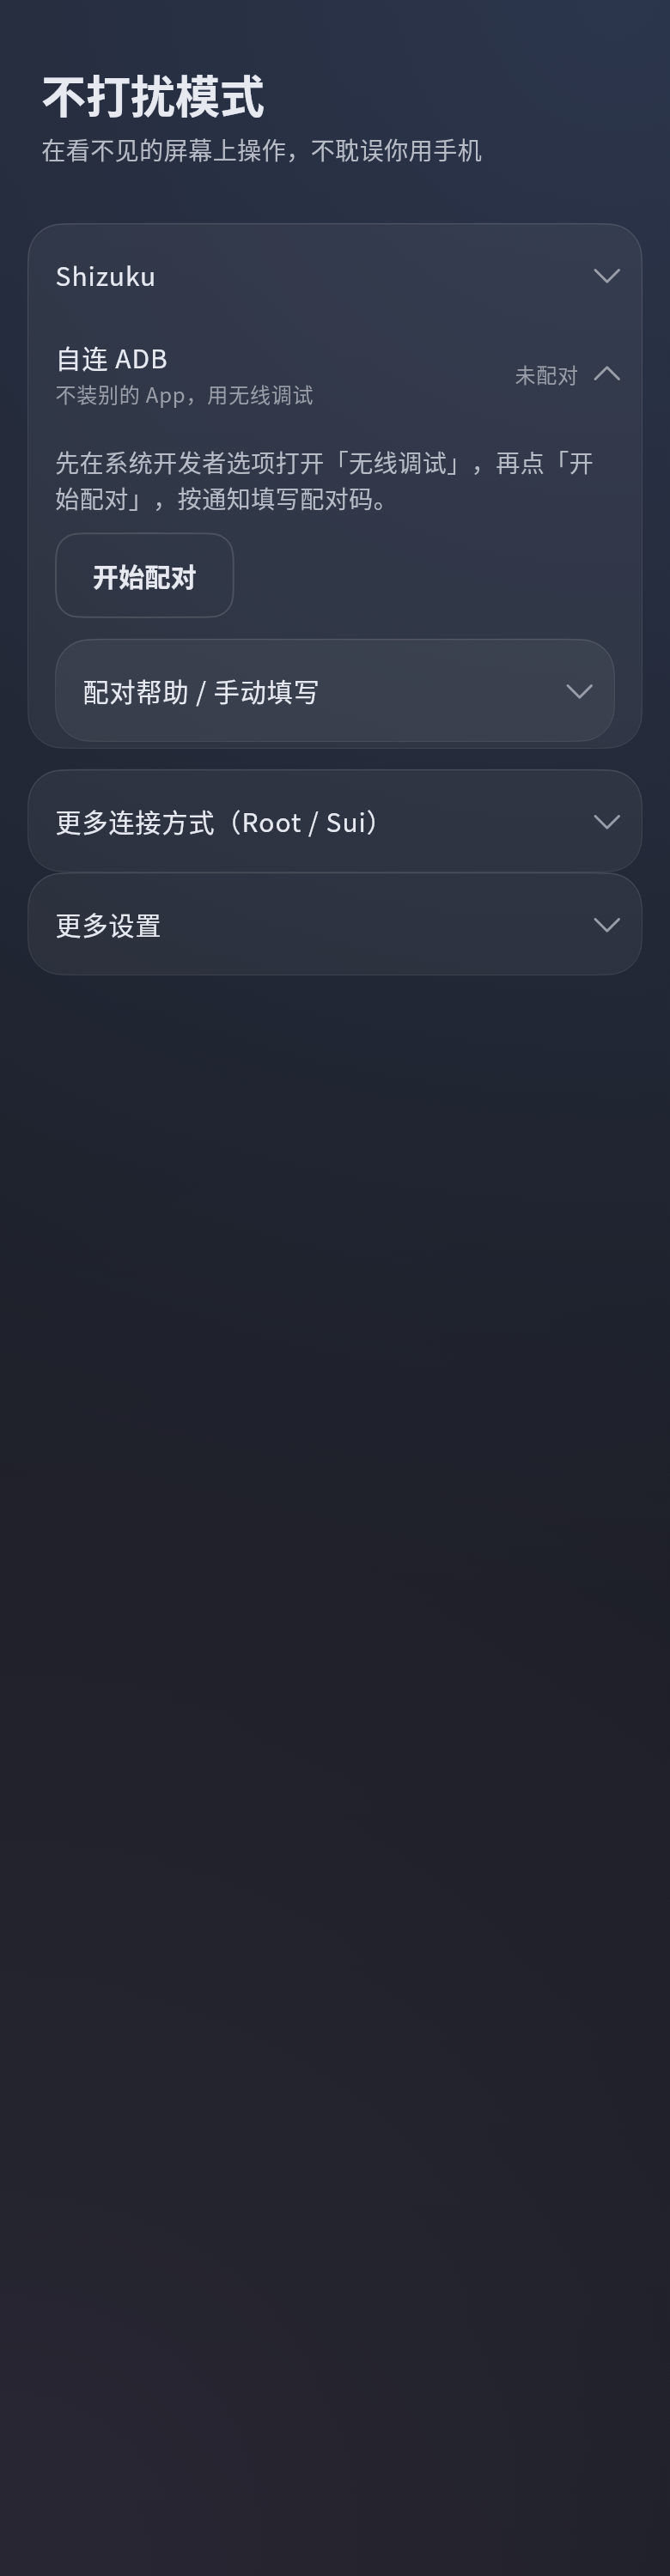 不打扰模式
在看不见的屏幕上操作，不耽误你用手机
Shizuku
自连 ADB
不装别的 App，用无线调试
未配对
先在系统开发者选项打开「无线调试」，再点「开
始配对」，按通知填写配对码。
开始配对
配对帮助 / 手动填写
更多连接方式（Root / Sui）
更多设置